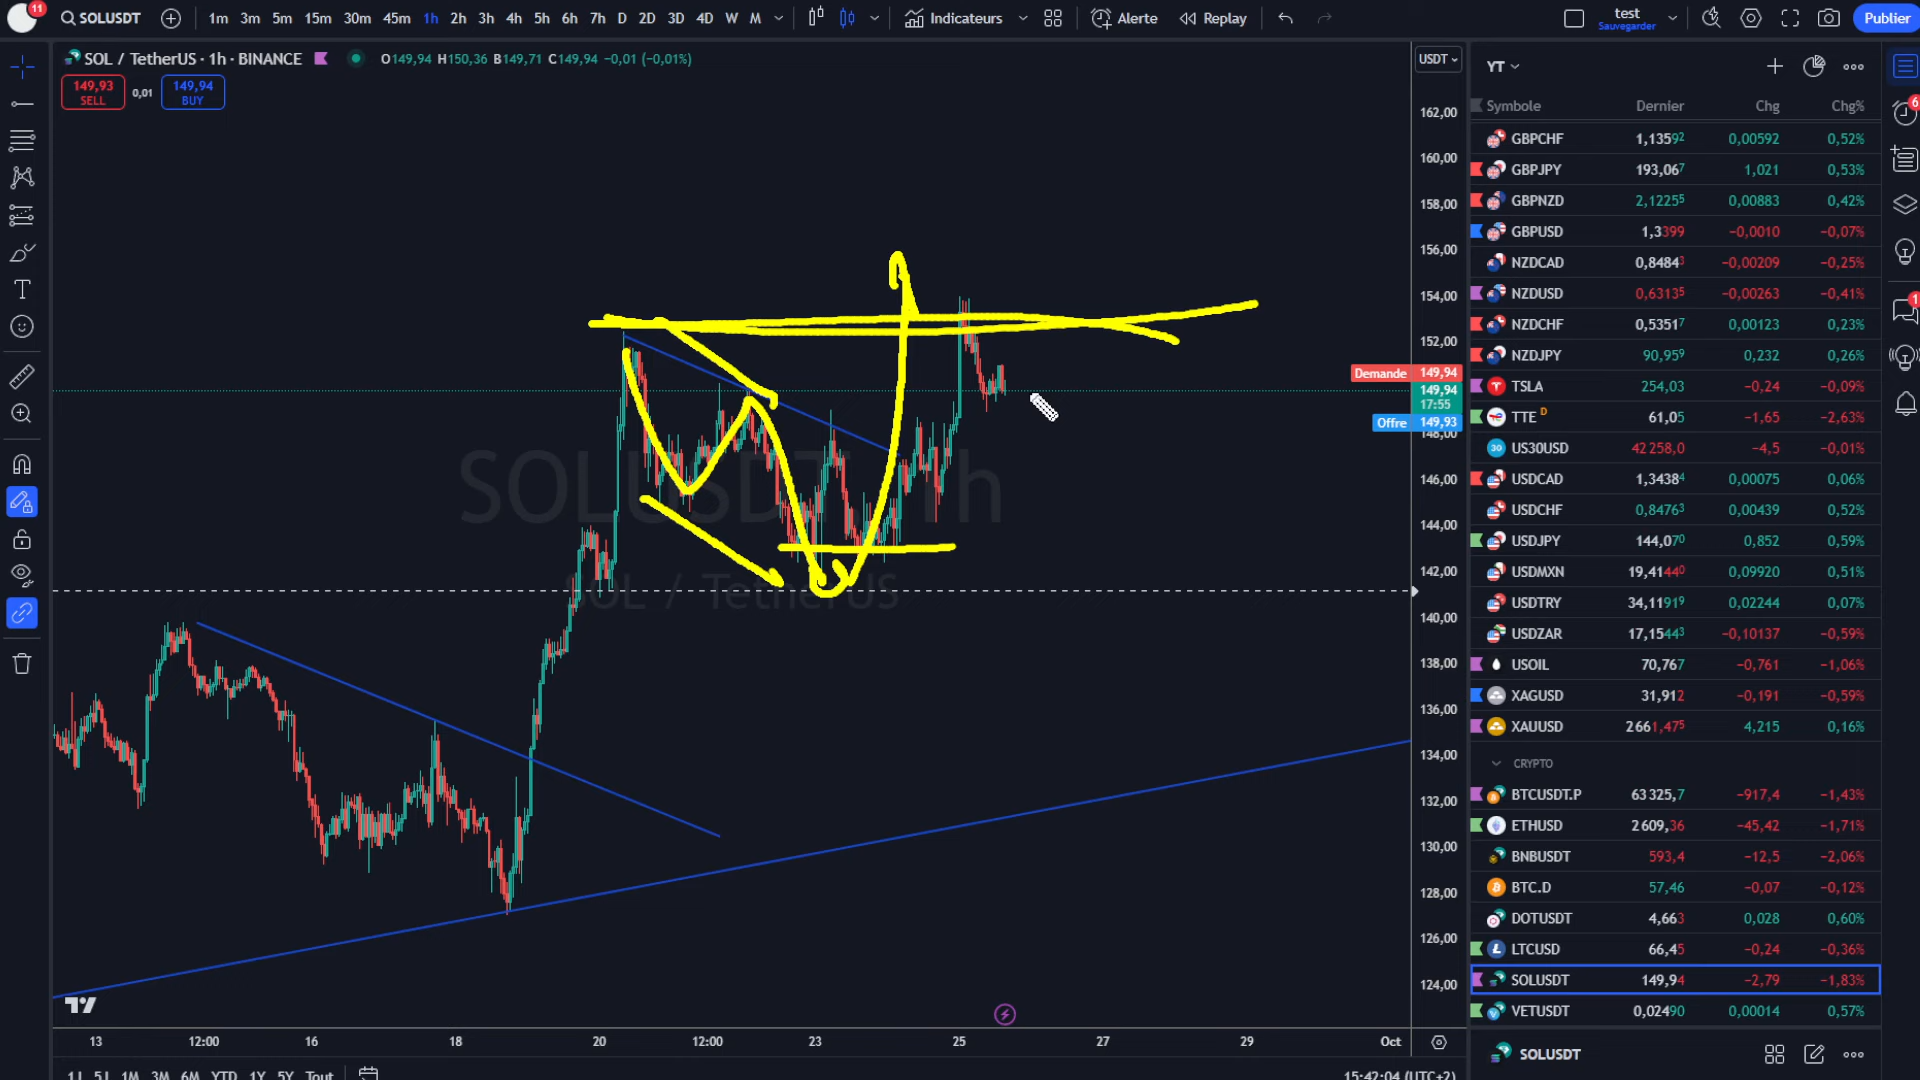 11 SOLUSDT 1m 3m 5m 15m 30m 45m 1h 2h 3h 4h 5h 6h 7h D 2D 3D 4D W M Indicateurs Alerte Replay test Sauvegarder Publier
SOL / TetherUS · 1h · BINANCE O149,94 H150,36 B149,71 C149,94 −0,01 (−0,01%)
149,93 SELL 0,01 149,94 BUY
USDT
162,00
160,00
158,00
156,00
154,00
152,00
Demande 149,94
149,94
17:55
Offre 149,93
148,00
146,00
144,00
142,00
140,00
138,00
136,00
134,00
132,00
130,00
128,00
126,00
124,00
SOLUSDT, 1h
SOL / TetherUS
13 12:00 16 18 20 12:00 23 25 27 29 Oct
1J 5J 1M 3M 6M YTD 1Y 5Y Tout 15:42:04 (UTC+2)
YT
Symbole Dernier Chg Chg%
GBPCHF 1,13592 0,00592 0,52%
GBPJPY 193,067 1,021 0,53%
GBPNZD 2,12255 0,00883 0,42%
GBPUSD 1,3399 −0,0010 −0,07%
NZDCAD 0,84843 −0,00209 −0,25%
NZDUSD 0,63135 −0,00263 −0,41%
NZDCHF 0,53517 0,00123 0,23%
NZDJPY 90,959 0,232 0,26%
TSLA 254,03 −0,24 −0,09%
TTE D 61,05 −1,65 −2,63%
30 US30USD 42 258,0 −4,5 −0,01%
USDCAD 1,34384 0,00075 0,06%
USDCHF 0,84763 0,00439 0,52%
USDJPY 144,070 0,852 0,59%
USDMXN 19,41440 0,09920 0,51%
USDTRY 34,11919 0,02244 0,07%
USDZAR 17,15443 −0,10137 −0,59%
USOIL 70,767 −0,761 −1,06%
XAGUSD 31,912 −0,191 −0,59%
XAUUSD 2661,475 4,215 0,16%
CRYPTO
BTCUSDT.P 63 325,7 −917,4 −1,43%
ETHUSD 2 609,36 −45,42 −1,71%
BNBUSDT 593,4 −12,5 −2,06%
BTC.D 57,46 −0,07 −0,12%
DOTUSDT 4,663 0,028 0,60%
LTCUSD 66,45 −0,24 −0,36%
SOLUSDT 149,94 −2,79 −1,83%
VETUSDT 0,02490 0,00014 0,57%
SOLUSDT
6
1